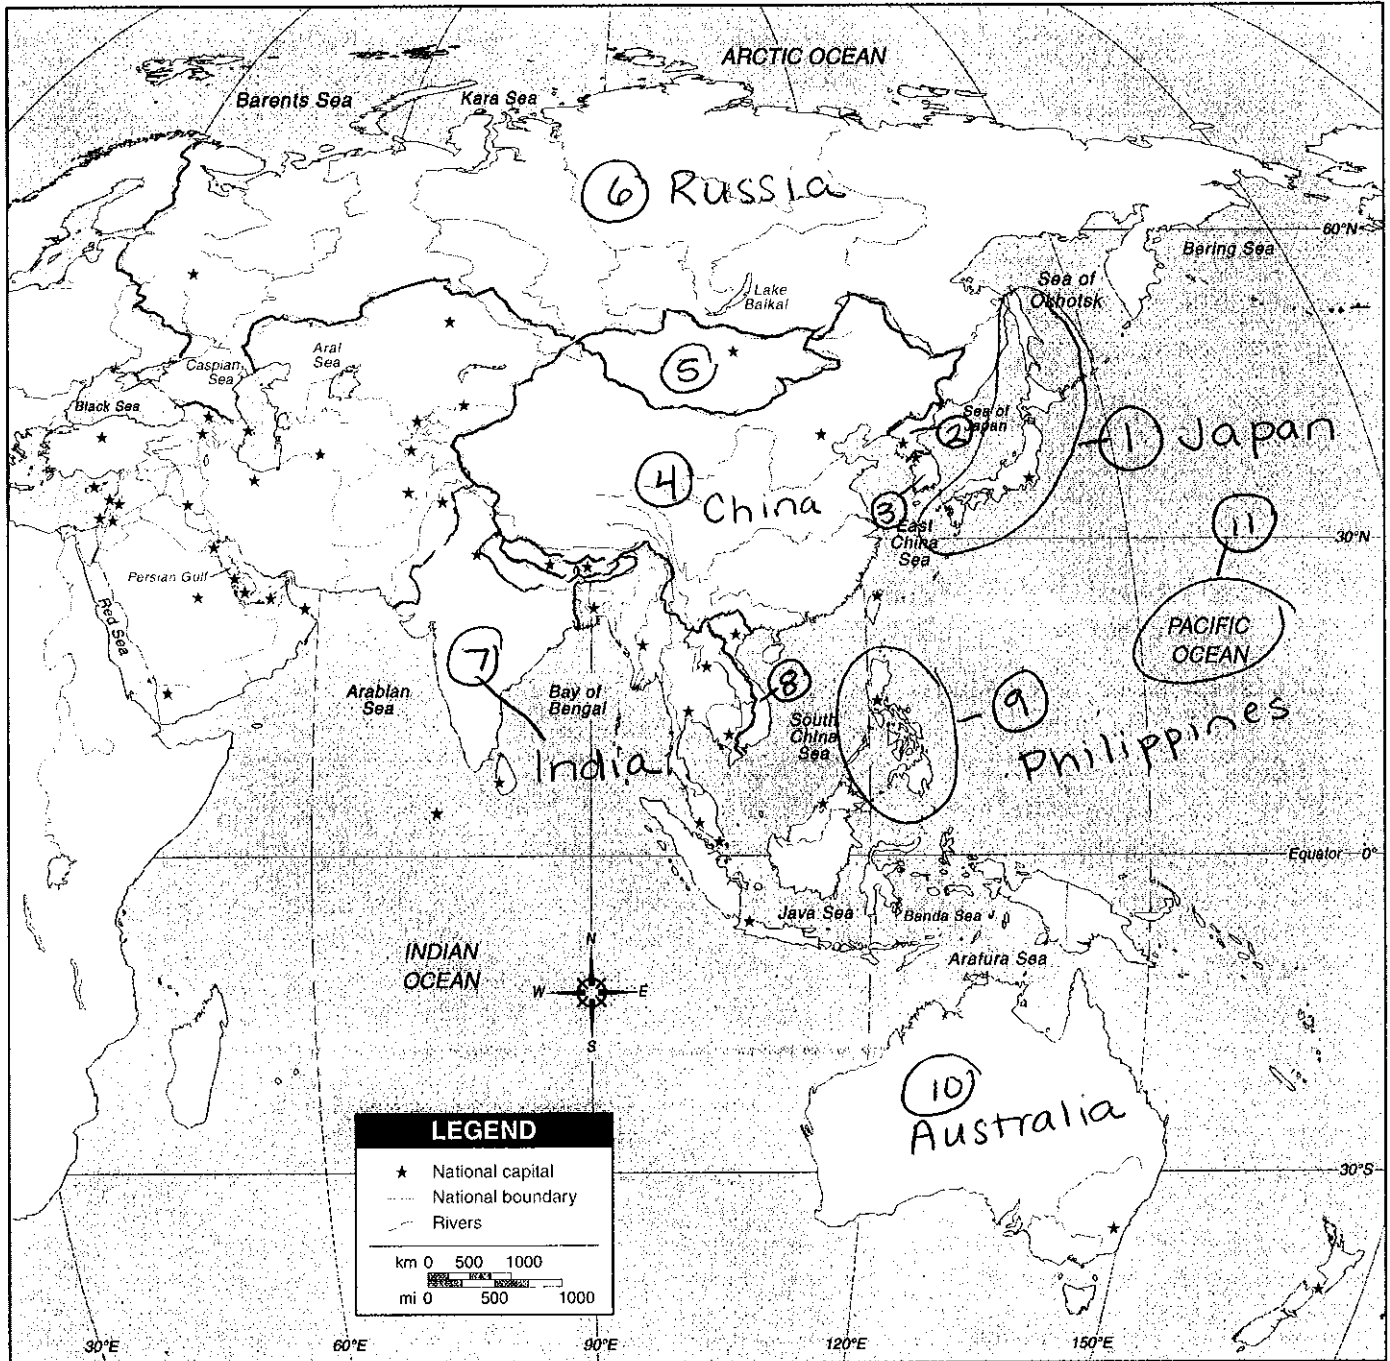 ARCTIC OCEAN
Barents Sea
Kara Sea
6 Russia
60°N
Bering Sea
Sea of
Okhotsk
Lake
Baikal
Aral
Sea
Caspian
Sea
5
Black Sea
Sea of
Japan
2
1 Japan
4
China
3
East
China
Sea
11
30°N
Persian Gulf
Red Sea
PACIFIC
OCEAN
7
8
Arabian
Sea
Bay of
Bengal
9
South
China
Sea
Philippines
India
Equator 0°
Java Sea
Banda Sea
Arafura Sea
INDIAN
OCEAN
N
W E
S
10
Australia
LEGEND
National capital
National boundary
Rivers
30°S
km 0 500 1000
mi 0 500 1000
30°E 60°E 90°E 120°E 150°E